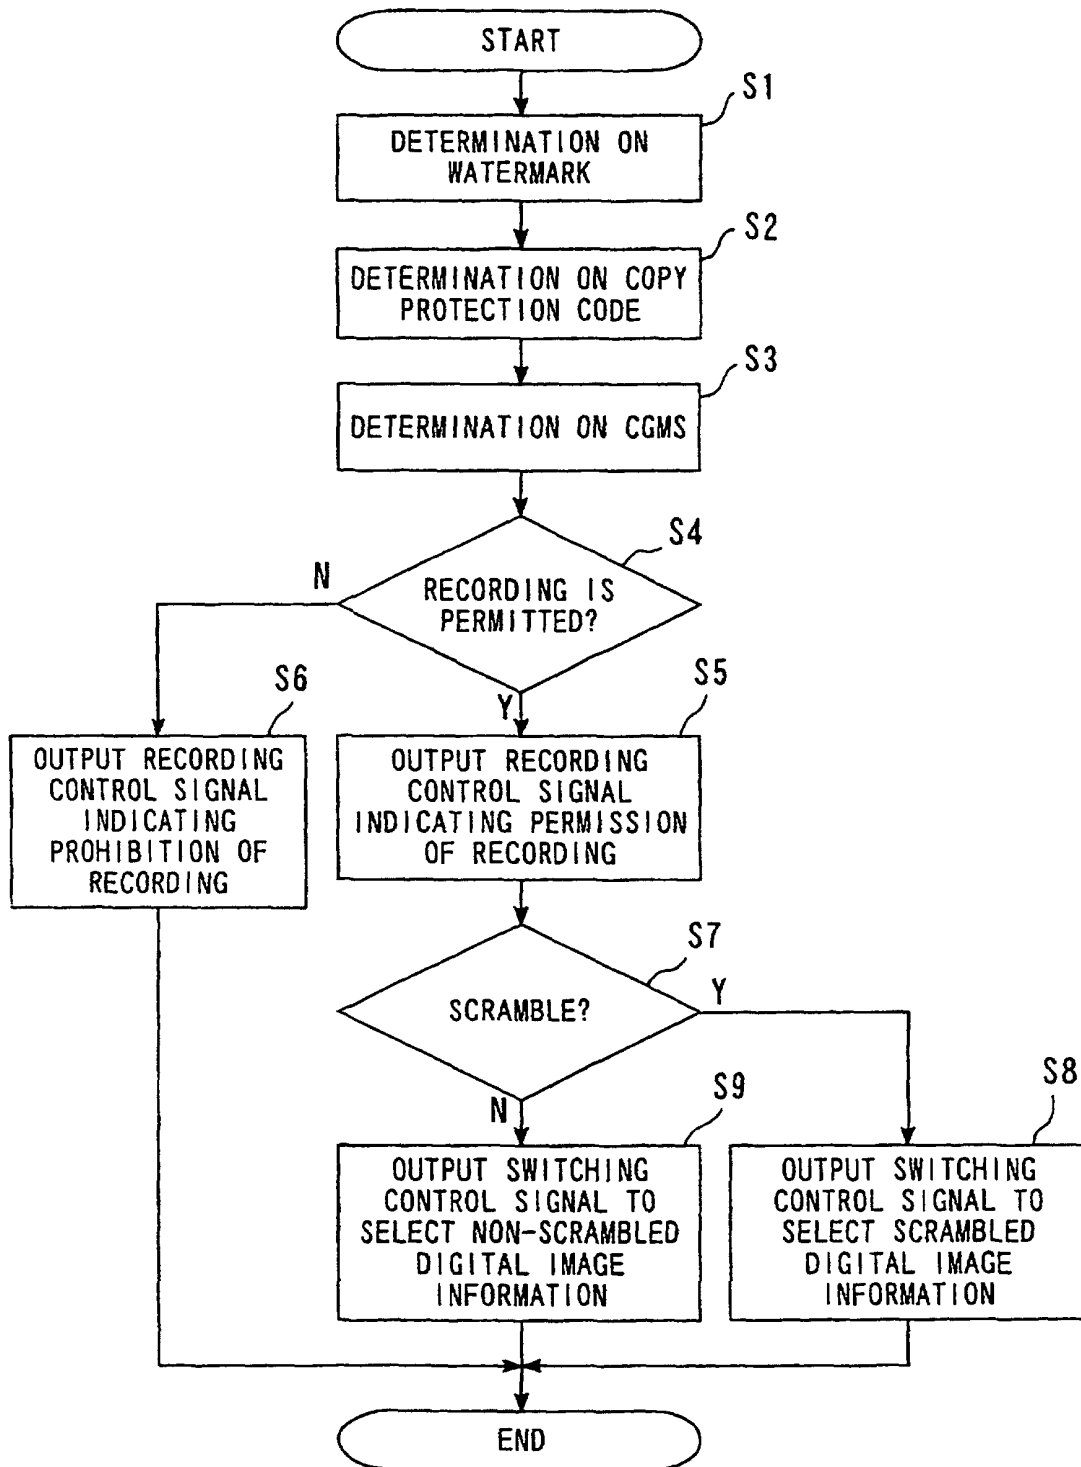 START
S1
DETERMINATION ON
WATERMARK
S2
DETERMINATION ON COPY
PROTECTION CODE
S3
DETERMINATION ON CGMS
S4
N
RECORDING IS
PERMITTED?
Y
S6
OUTPUT RECORDING
CONTROL SIGNAL
INDICATING
PROHIBITION OF
RECORDING
S5
OUTPUT RECORDING
CONTROL SIGNAL
INDICATING PERMISSION
OF RECORDING
S7
SCRAMBLE?
Y
N
S9
OUTPUT SWITCHING
CONTROL SIGNAL TO
SELECT NON-SCRAMBLED
DIGITAL IMAGE
INFORMATION
S8
OUTPUT SWITCHING
CONTROL SIGNAL TO
SELECT SCRAMBLED
DIGITAL IMAGE
INFORMATION
END